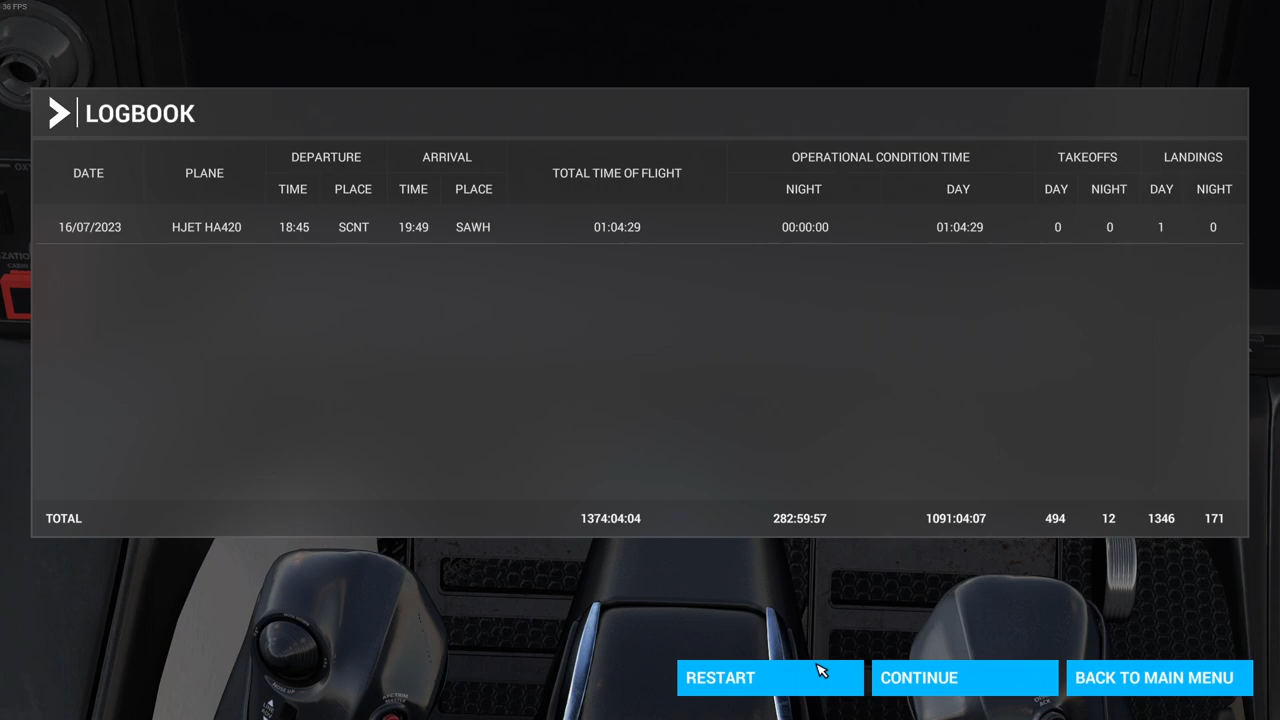 36 FPS
LOGBOOK
DATE PLANE DEPARTURE ARRIVAL TOTAL TIME OF FLIGHT OPERATIONAL CONDITION TIME TAKEOFFS LANDINGS
TIME PLACE TIME PLACE NIGHT DAY DAY NIGHT DAY NIGHT
16/07/2023 HJET HA420 18:45 SCNT 19:49 SAWH 01:04:29 00:00:00 01:04:29 0 0 1 0
TOTAL 1374:04:04 282:59:57 1091:04:07 494 12 1346 171
RESTART CONTINUE BACK TO MAIN MENU